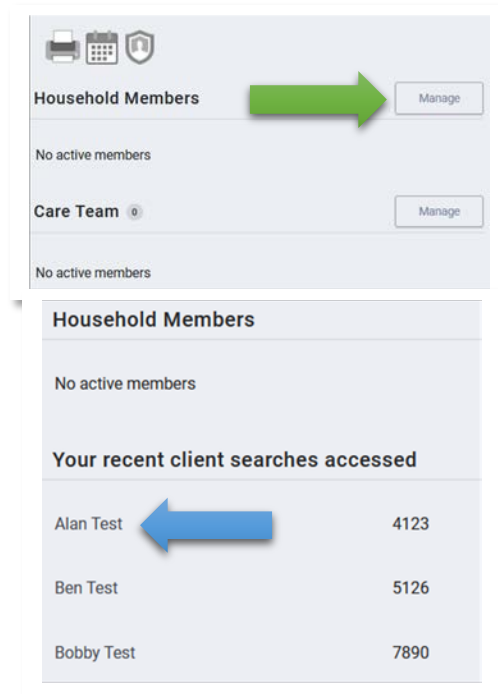 Household Members Manage
No active members
Care Team 0 Manage
No active members
Household Members
No active members
Your recent client searches accessed
Alan Test 4123
Ben Test 5126
Bobby Test 7890